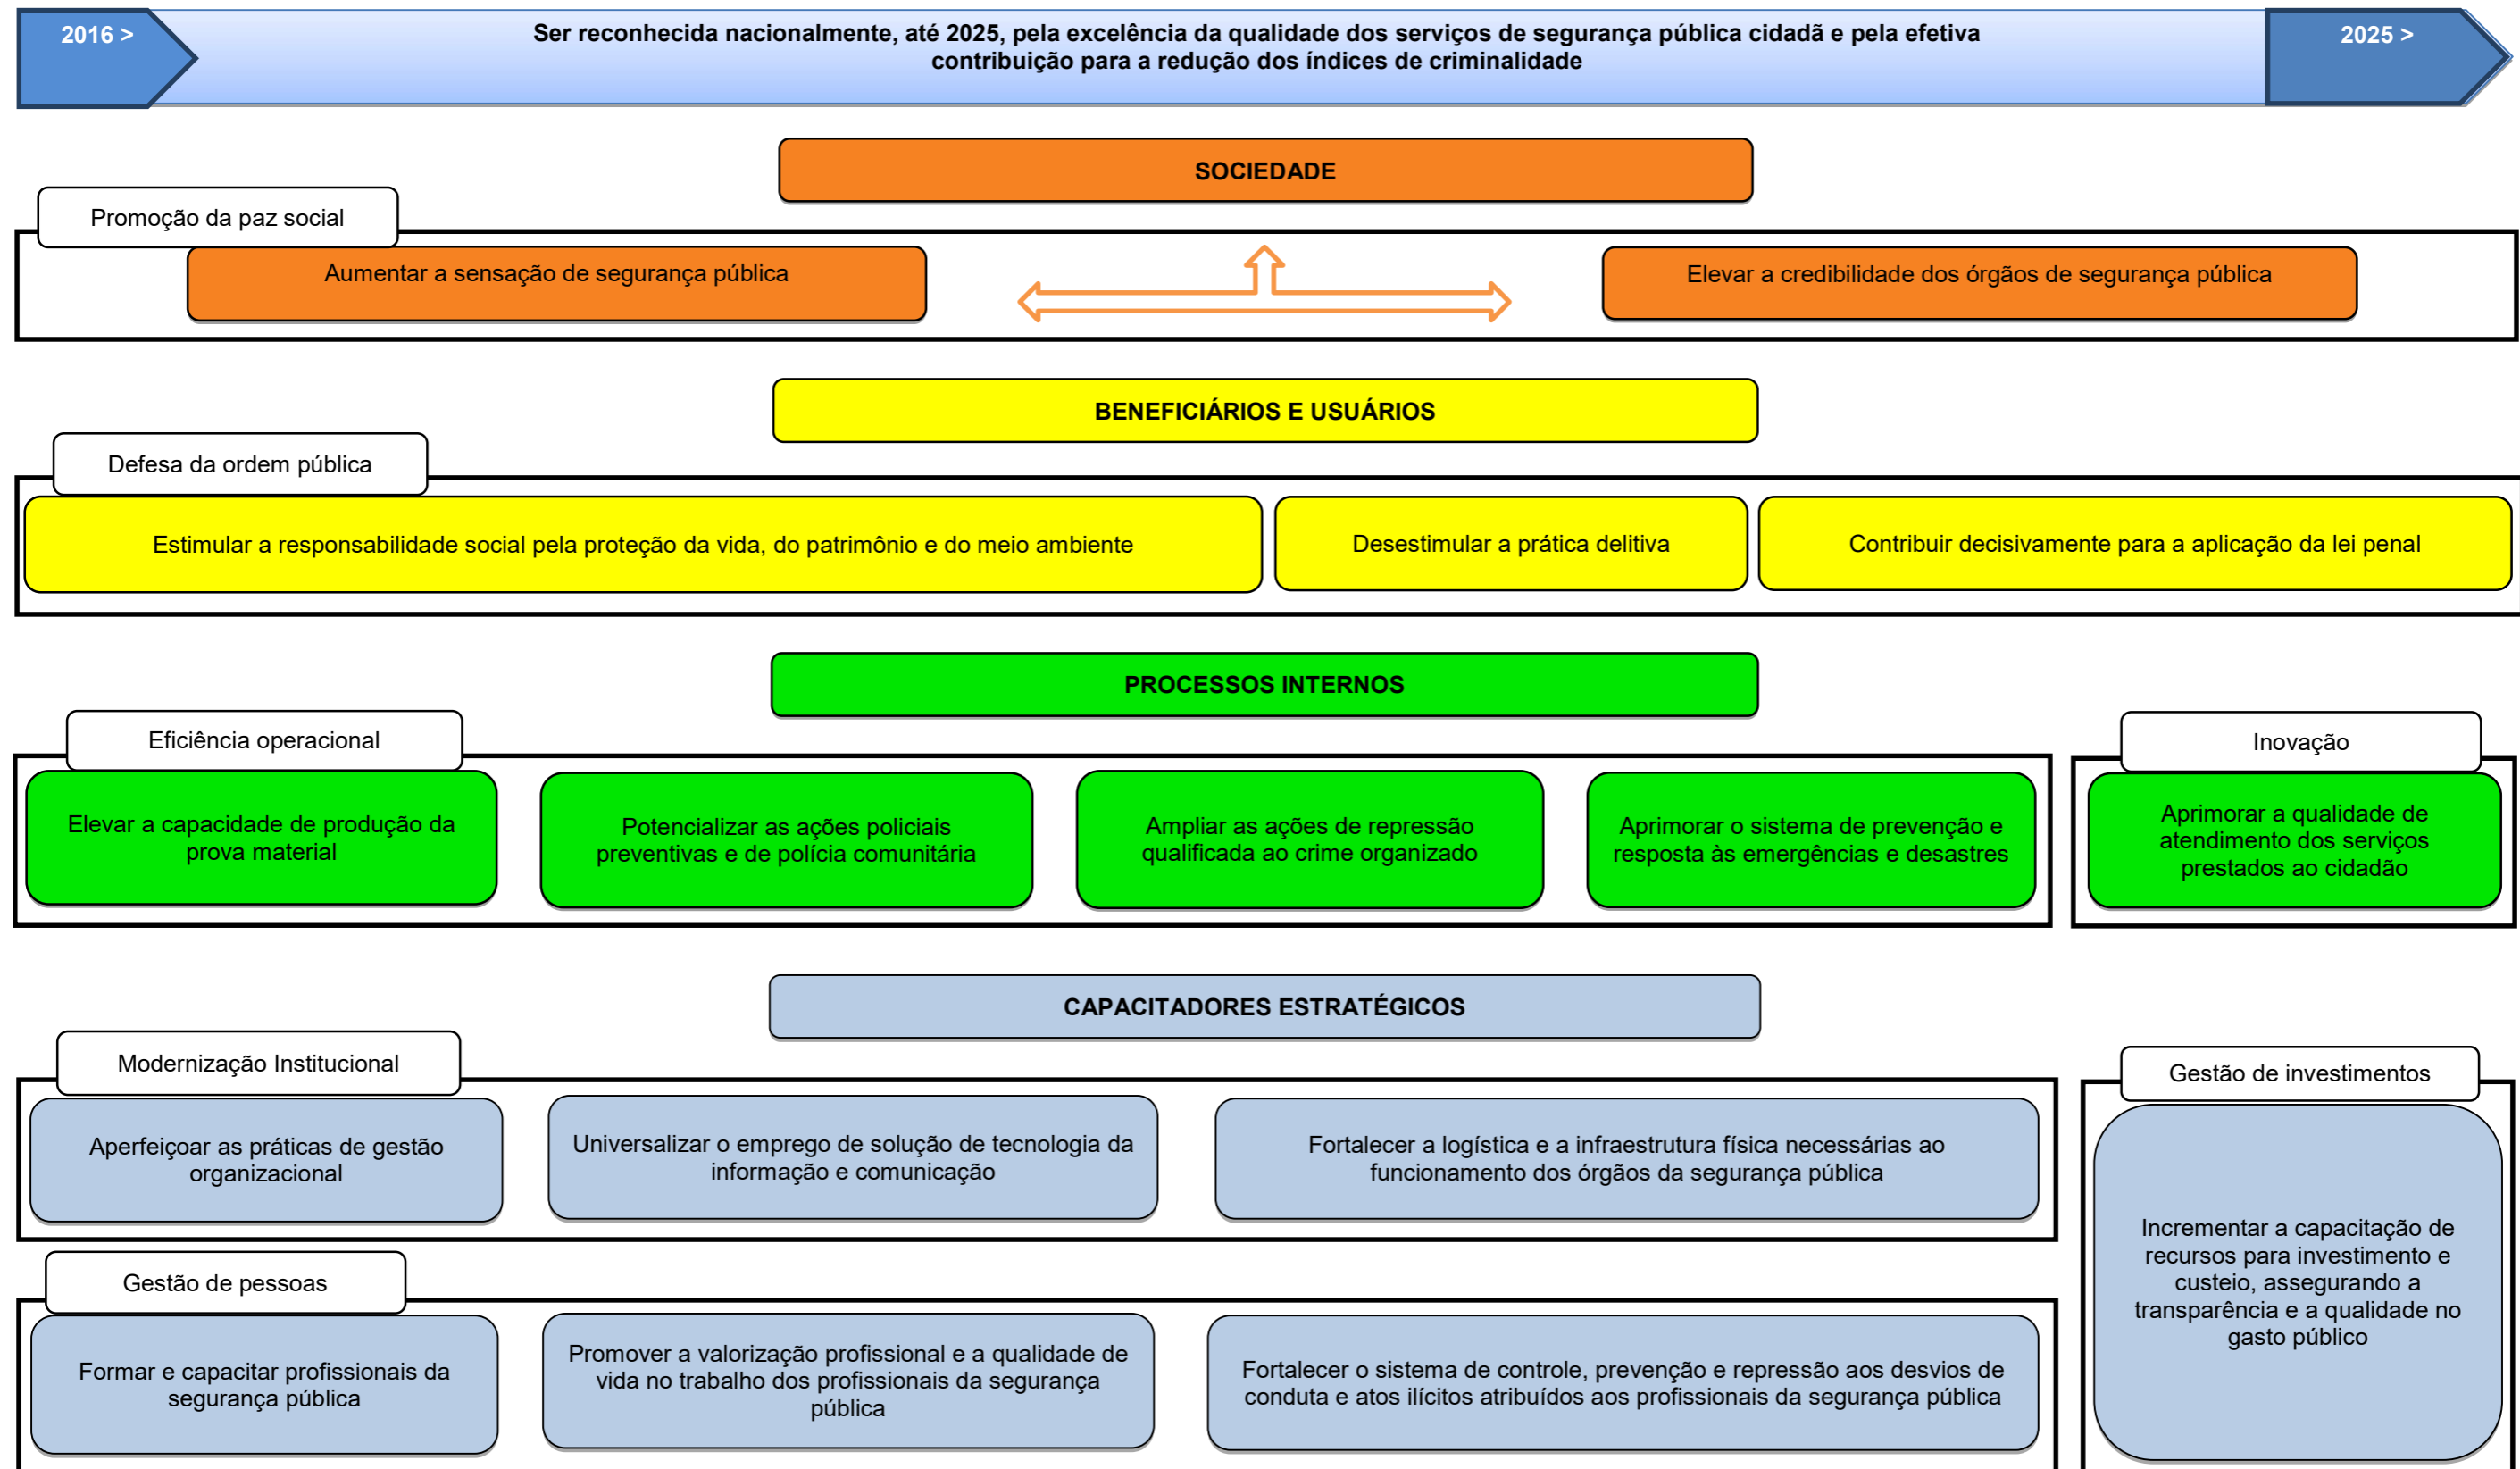 2016 >
Ser reconhecida nacionalmente, até 2025, pela excelência da qualidade dos serviços de segurança pública cidadã e pela efetiva
contribuição para a redução dos índices de criminalidade
2025 >
SOCIEDADE
Promoção da paz social
Aumentar a sensação de segurança pública
Elevar a credibilidade dos órgãos de segurança pública
BENEFICIÁRIOS E USUÁRIOS
Defesa da ordem pública
Estimular a responsabilidade social pela proteção da vida, do patrimônio e do meio ambiente
Desestimular a prática delitiva
Contribuir decisivamente para a aplicação da lei penal
PROCESSOS INTERNOS
Eficiência operacional
Elevar a capacidade de produção da
prova material
Potencializar as ações policiais
preventivas e de polícia comunitária
Ampliar as ações de repressão
qualificada ao crime organizado
Aprimorar o sistema de prevenção e
resposta às emergências e desastres
Inovação
Aprimorar a qualidade de
atendimento dos serviços
prestados ao cidadão
CAPACITADORES ESTRATÉGICOS
Modernização Institucional
Aperfeiçoar as práticas de gestão
organizacional
Universalizar o emprego de solução de tecnologia da
informação e comunicação
Fortalecer a logística e a infraestrutura física necessárias ao
funcionamento dos órgãos da segurança pública
Gestão de pessoas
Formar e capacitar profissionais da
segurança pública
Promover a valorização profissional e a qualidade de
vida no trabalho dos profissionais da segurança
pública
Fortalecer o sistema de controle, prevenção e repressão aos desvios de
conduta e atos ilícitos atribuídos aos profissionais da segurança pública
Gestão de investimentos
Incrementar a capacitação de
recursos para investimento e
custeio, assegurando a
transparência e a qualidade no
gasto público